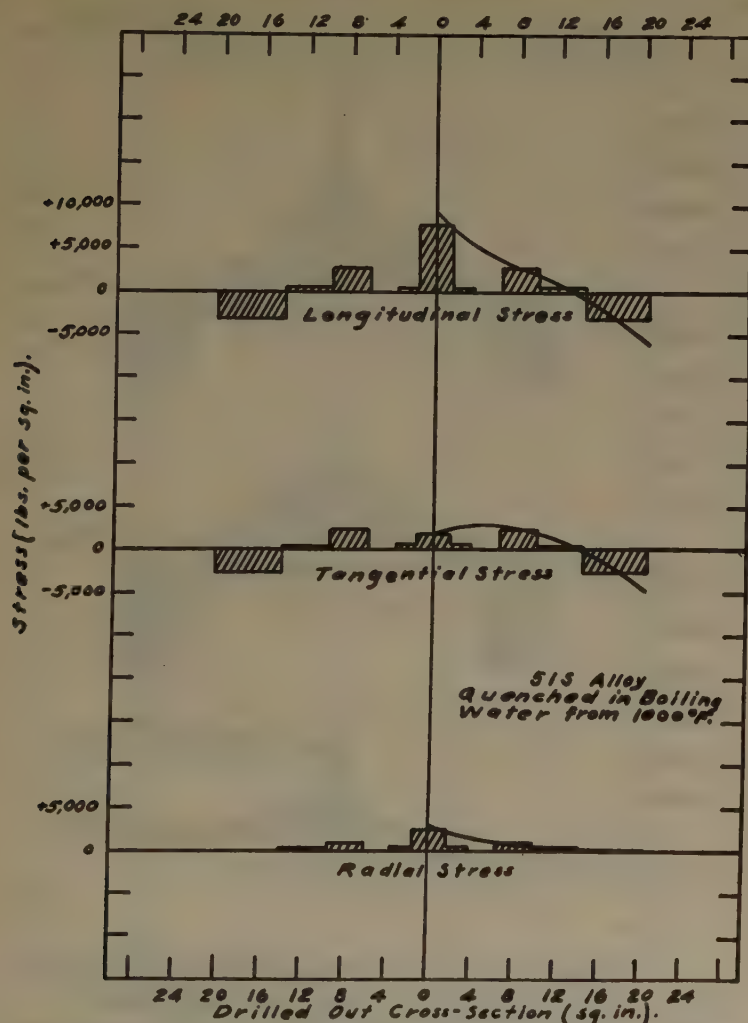 24 20 16 12 8 4 0 4 8 12 14 20 24
+10,000
+5,000
0
-5,000
Longitudinal Stress
Stress (lbs. per sq. in.).
+5,000
0
-5,000
Tangential Stress
51S Alloy
Quenched in Boiling
Water from 1000°F.
+5,000
0
Radial Stress
24 20 16 12 8 4 0 4 8 12 16 20 24
Drilled Out Cross-Section (sq. in.).